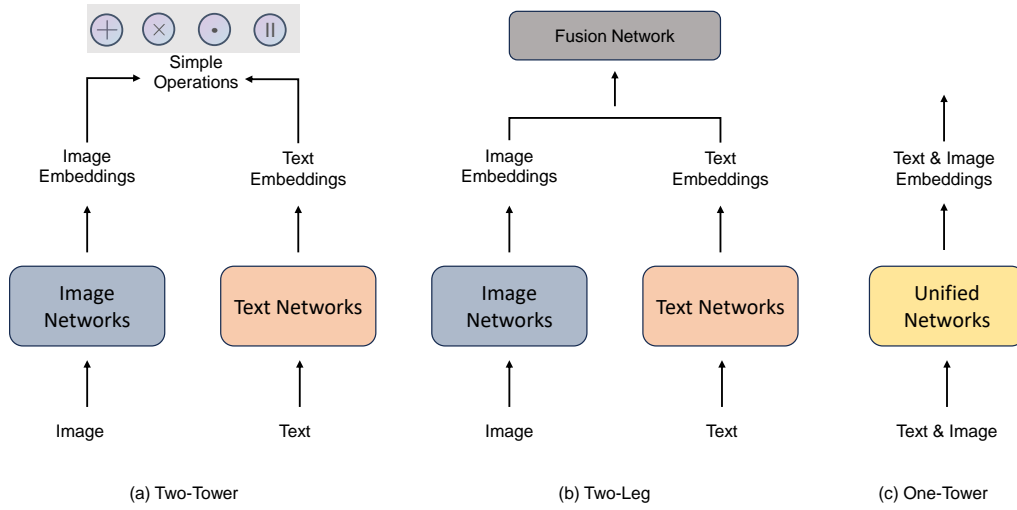 Simple
Operations
Image
Embeddings
Text
Embeddings
Image
Networks
Text Networks
Image
Text
(a) Two-Tower
Fusion Network
Image
Embeddings
Text
Embeddings
Image
Networks
Text Networks
Image
Text
(b) Two-Leg
Text & Image
Embeddings
Unified
Networks
Text & Image
(c) One-Tower